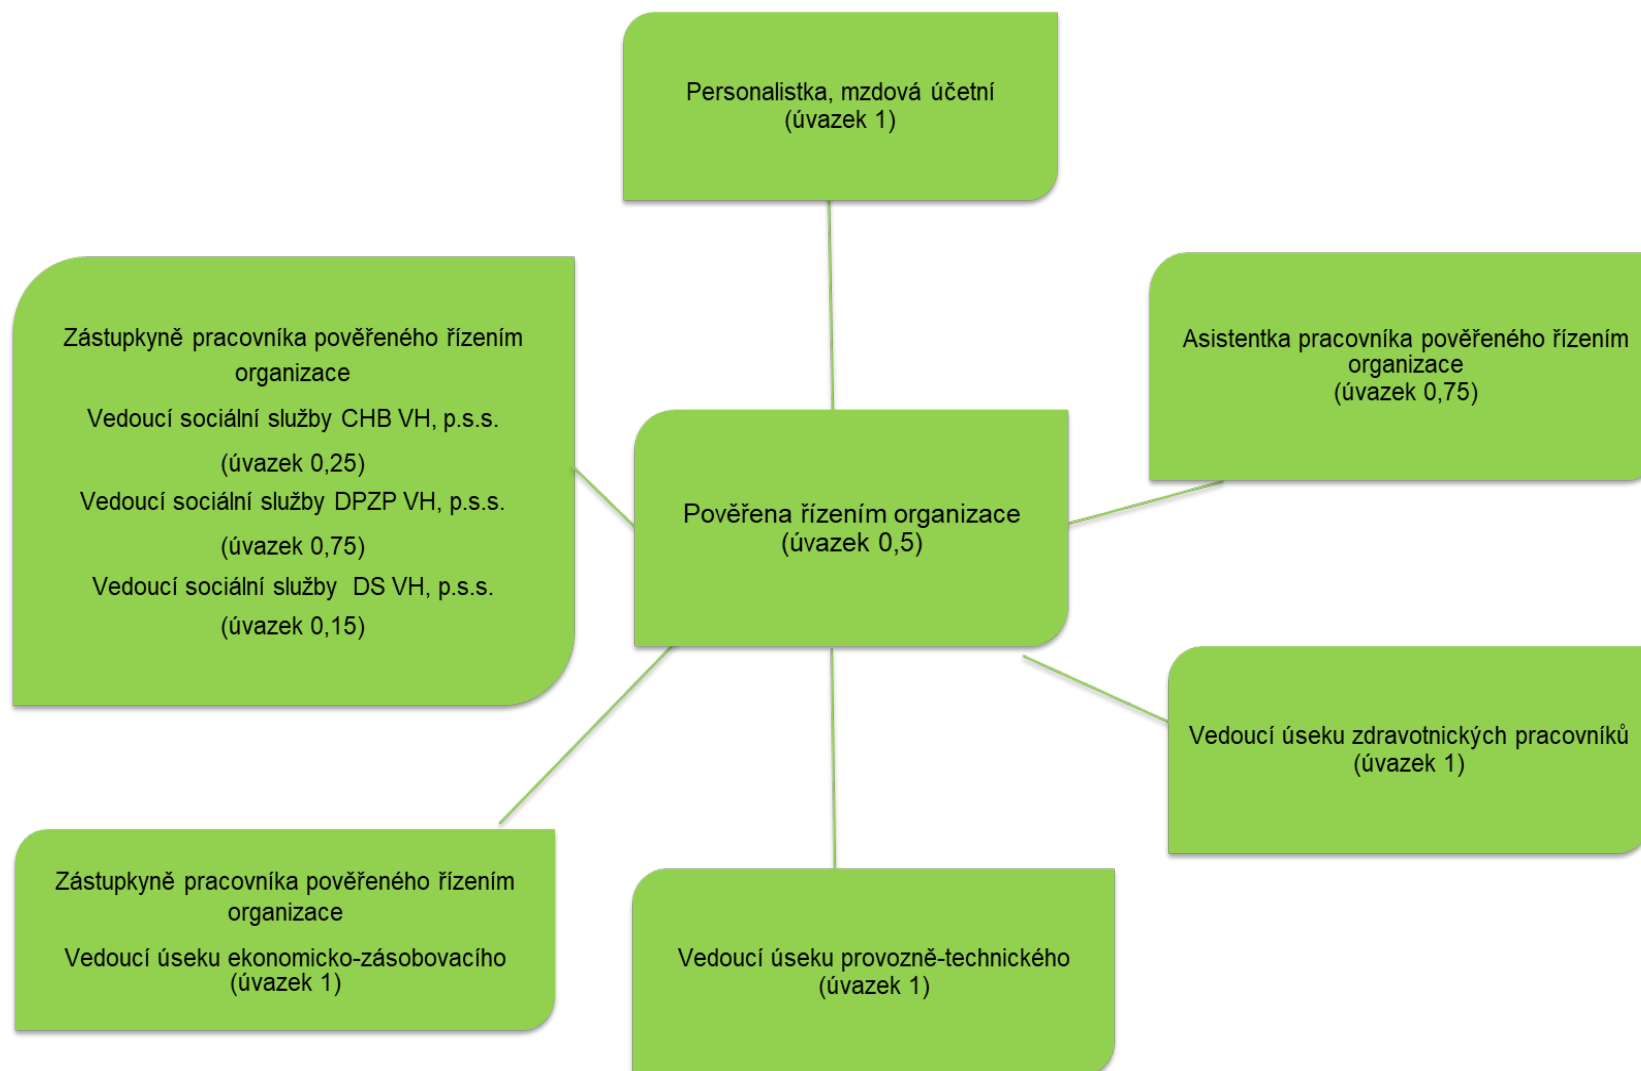 Personalistka, mzdová účetní
(úvazek 1)
Zástupkyně pracovníka pověřeného řízením
organizace
Vedoucí sociální služby CHB VH, p.s.s.
(úvazek 0,25)
Vedoucí sociální služby DPZP VH, p.s.s.
(úvazek 0,75)
Vedoucí sociální služby  DS VH, p.s.s.
(úvazek 0,15)
Asistentka pracovníka pověřeného řízením
organizace
(úvazek 0,75)
Pověřena řízením organizace
(úvazek 0,5)
Vedoucí úseku zdravotnických pracovníků
(úvazek 1)
Zástupkyně pracovníka pověřeného řízením
organizace
Vedoucí úseku ekonomicko-zásobovacího
(úvazek 1)
Vedoucí úseku provozně-technického
(úvazek 1)